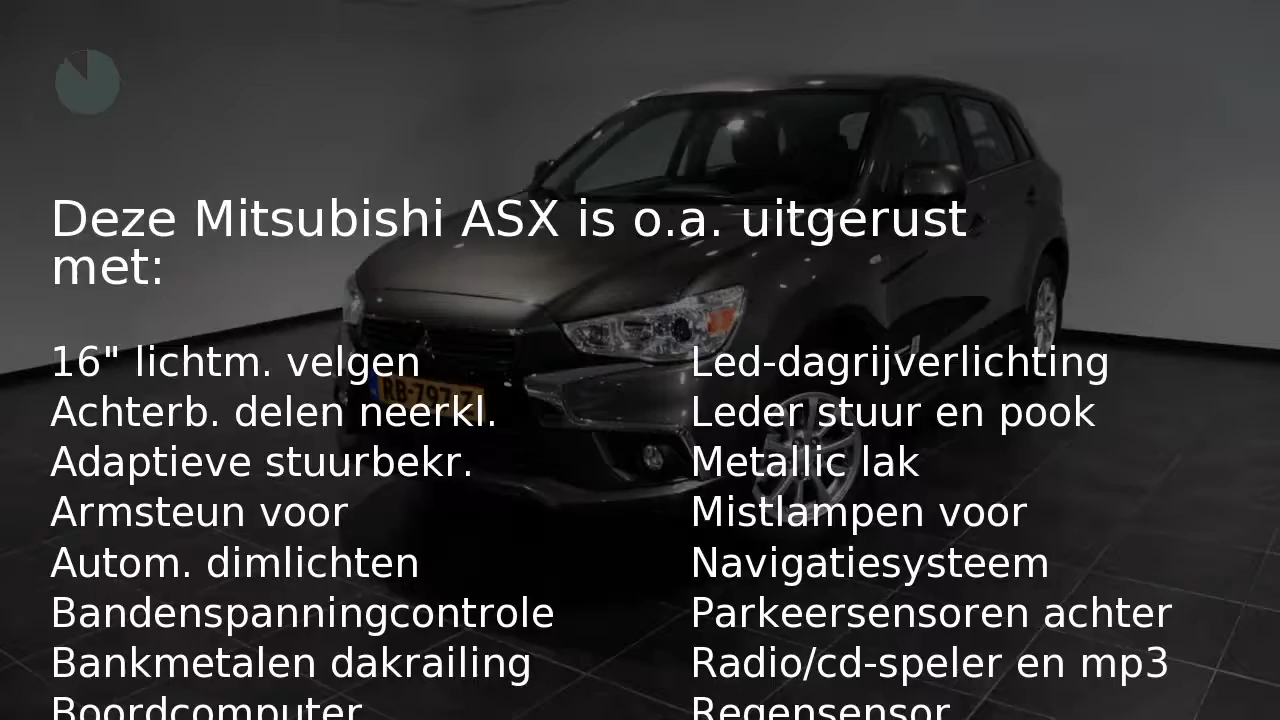 Deze Mitsubishi ASX is o.a. uitgerust
met:
16" lichtm. velgen
Achterb. delen neerkl.
Adaptieve stuurbekr.
Armsteun voor
Autom. dimlichten
Bandenspanningcontrole
Bankmetalen dakrailing
Boordcomputer
Led-dagrijverlichting
Leder stuur en pook
Metallic lak
Mistlampen voor
Navigatiesysteem
Parkeersensoren achter
Radio/cd-speler en mp3
Regensensor